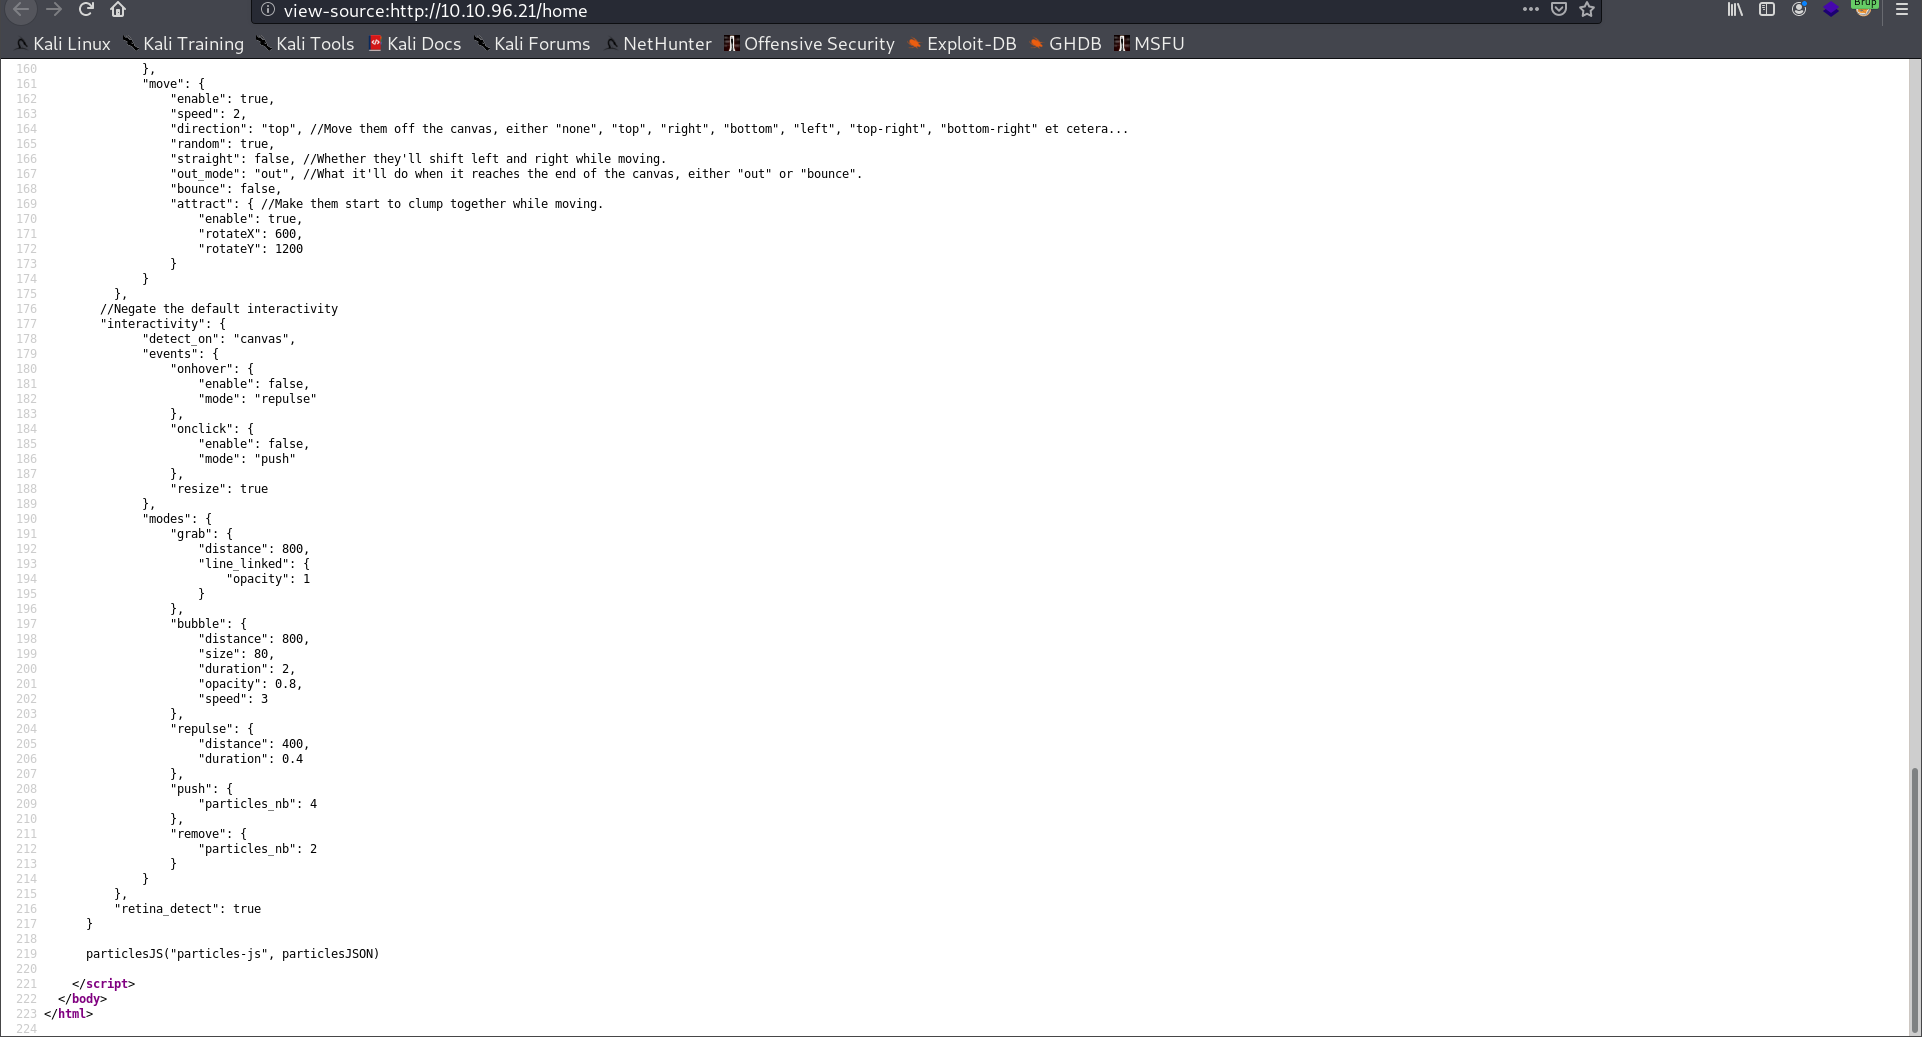 view-source:http://10.10.96.21/home
Brup
Kali Linux Kali Training Kali Tools Kali Docs Kali Forums NetHunter Offensive Security Exploit-DB GHDB MSFU
160 },
161 "move": {
162 "enable": true,
163 "speed": 2,
164 "direction": "top", //Move them off the canvas, either "none", "top", "right", "bottom", "left", "top-right", "bottom-right" et cetera...
165 "random": true,
166 "straight": false, //Whether they'll shift left and right while moving.
167 "out_mode": "out", //What it'll do when it reaches the end of the canvas, either "out" or "bounce".
168 "bounce": false,
169 "attract": { //Make them start to clump together while moving.
170 "enable": true,
171 "rotateX": 600,
172 "rotateY": 1200
173 }
174 }
175 },
176 //Negate the default interactivity
177 "interactivity": {
178 "detect_on": "canvas",
179 "events": {
180 "onhover": {
181 "enable": false,
182 "mode": "repulse"
183 },
184 "onclick": {
185 "enable": false,
186 "mode": "push"
187 },
188 "resize": true
189 },
190 "modes": {
191 "grab": {
192 "distance": 800,
193 "line_linked": {
194 "opacity": 1
195 }
196 },
197 "bubble": {
198 "distance": 800,
199 "size": 80,
200 "duration": 2,
201 "opacity": 0.8,
202 "speed": 3
203 },
204 "repulse": {
205 "distance": 400,
206 "duration": 0.4
207 },
208 "push": {
209 "particles_nb": 4
210 },
211 "remove": {
212 "particles_nb": 2
213 }
214 }
215 },
216 "retina_detect": true
217 }
218
219 particlesJS("particles-js", particlesJSON)
220
221 </script>
222 </body>
223 </html>
224